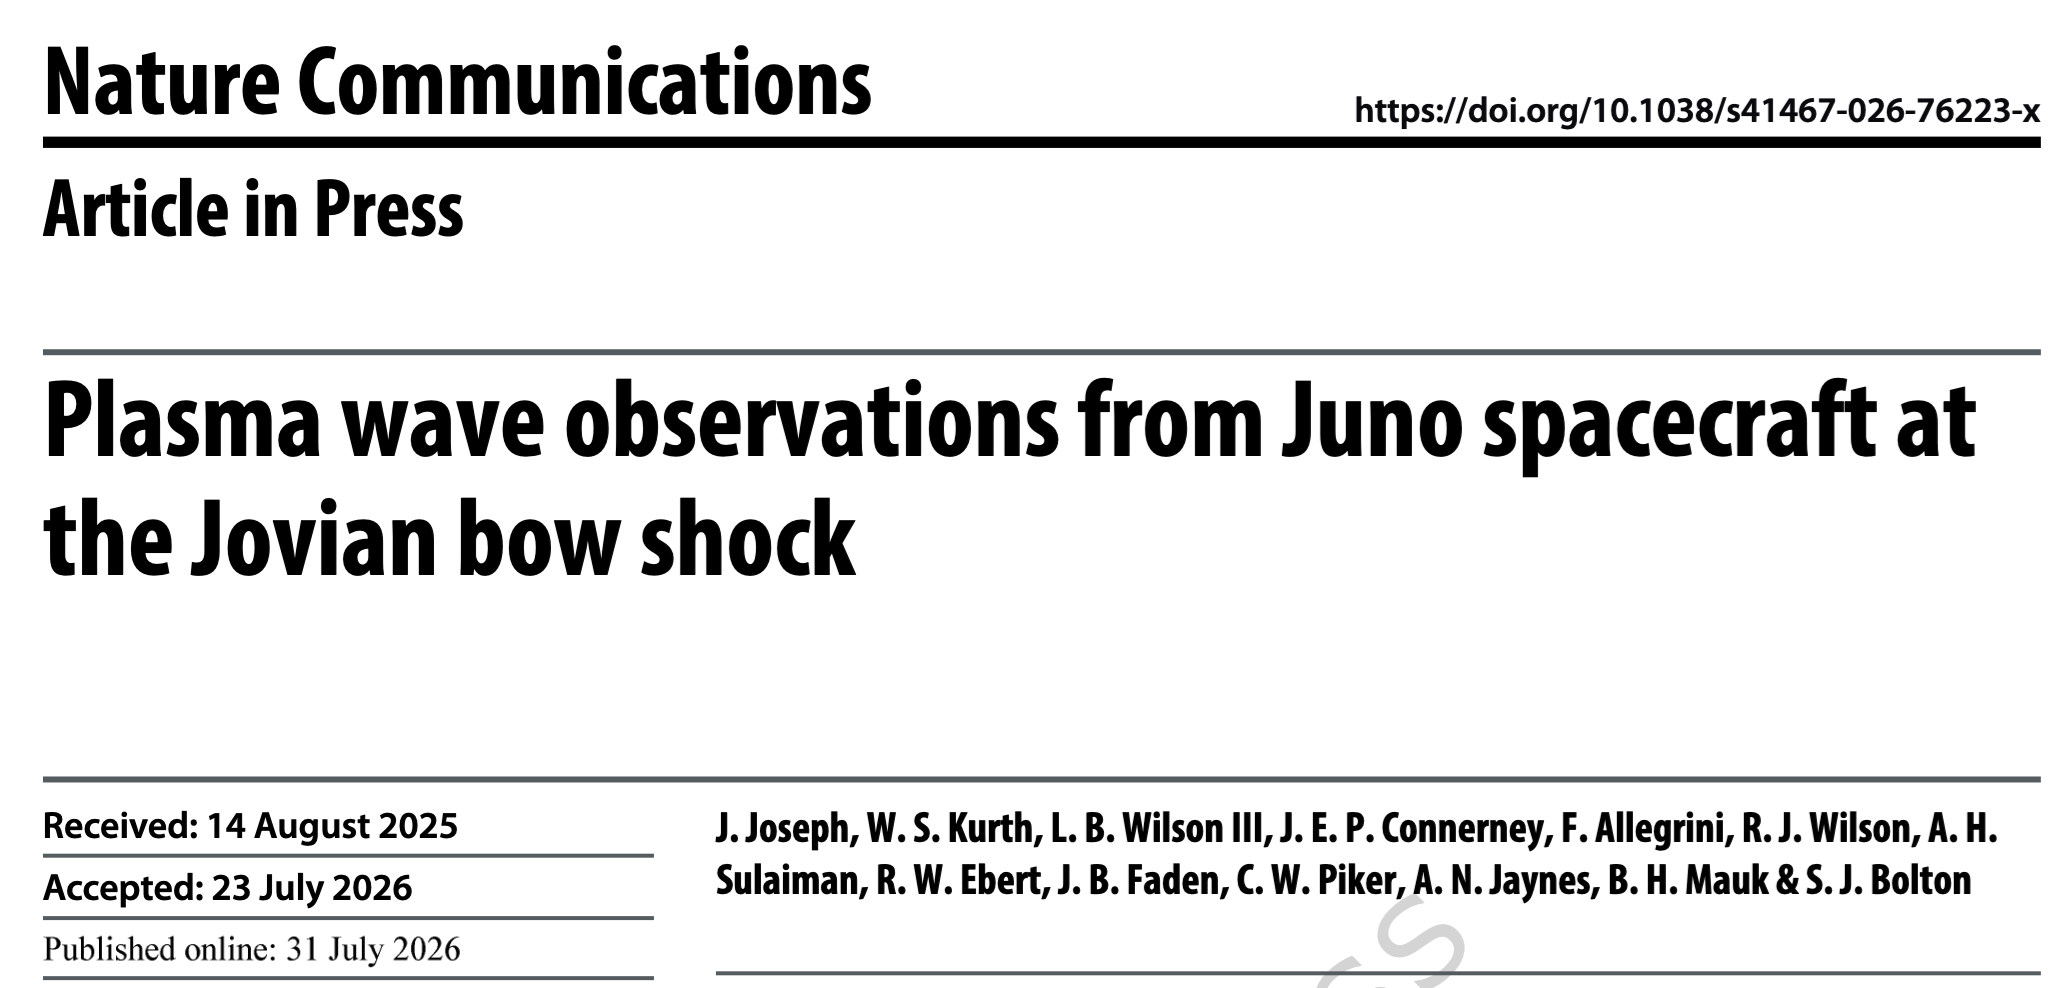 Nature Communications
https://doi.org/10.1038/s41467-026-76223-x
Article in Press
Plasma wave observations from Juno spacecraft at
the Jovian bow shock
Received: 14 August 2025
Accepted: 23 July 2026
Published online: 31 July 2026
J. Joseph, W. S. Kurth, L. B. Wilson III, J. E. P. Connerney, F. Allegrini, R. J. Wilson, A. H.
Sulaiman, R. W. Ebert, J. B. Faden, C. W. Piker, A. N. Jaynes, B. H. Mauk & S. J. Bolton